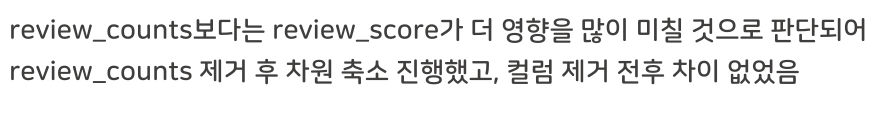 review_counts보다는 review_score가 더 영향을 많이 미칠 것으로 판단되어
review_counts 제거 후 차원 축소 진행했고, 컬럼 제거 전후 차이 없었음